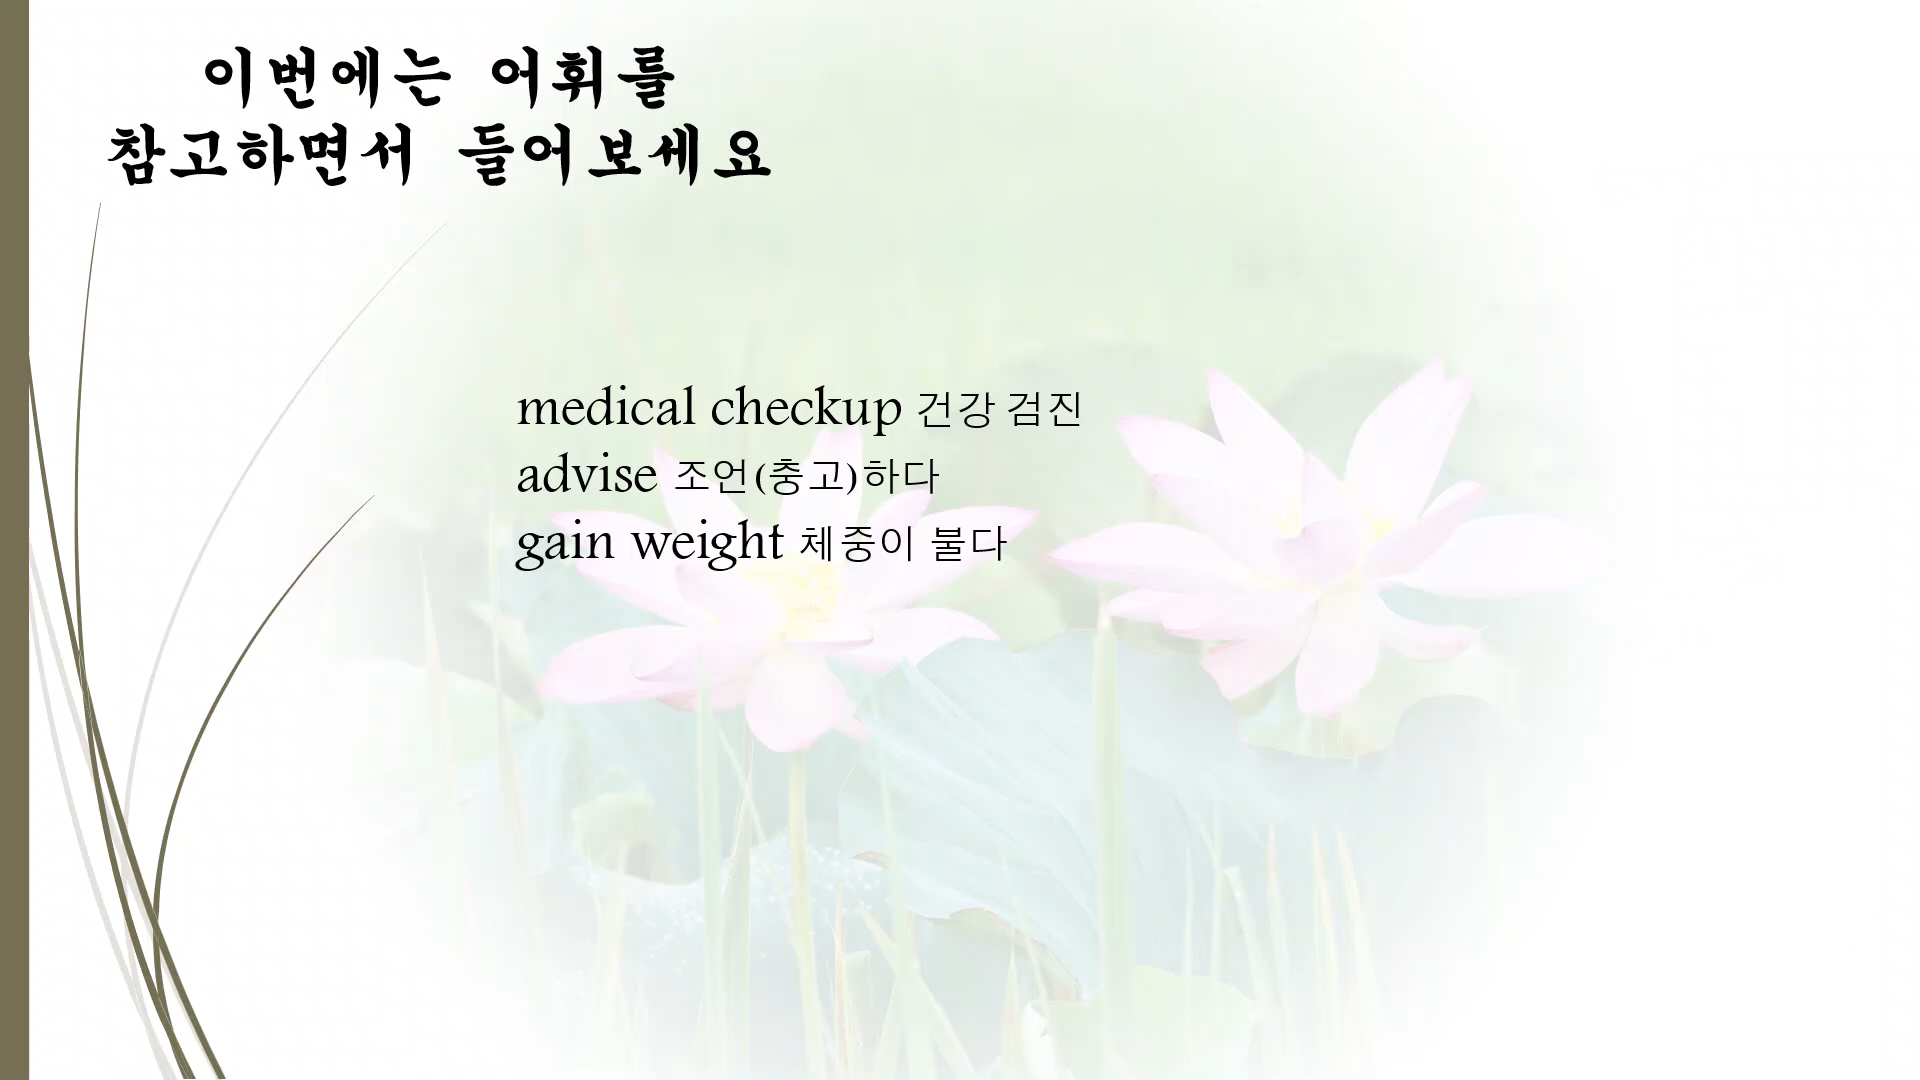 이번에는 어휘를
참고하면서 들어보세요
medical checkup 건강 검진
advise 조언(충고)하다
gain weight 체중이 불다